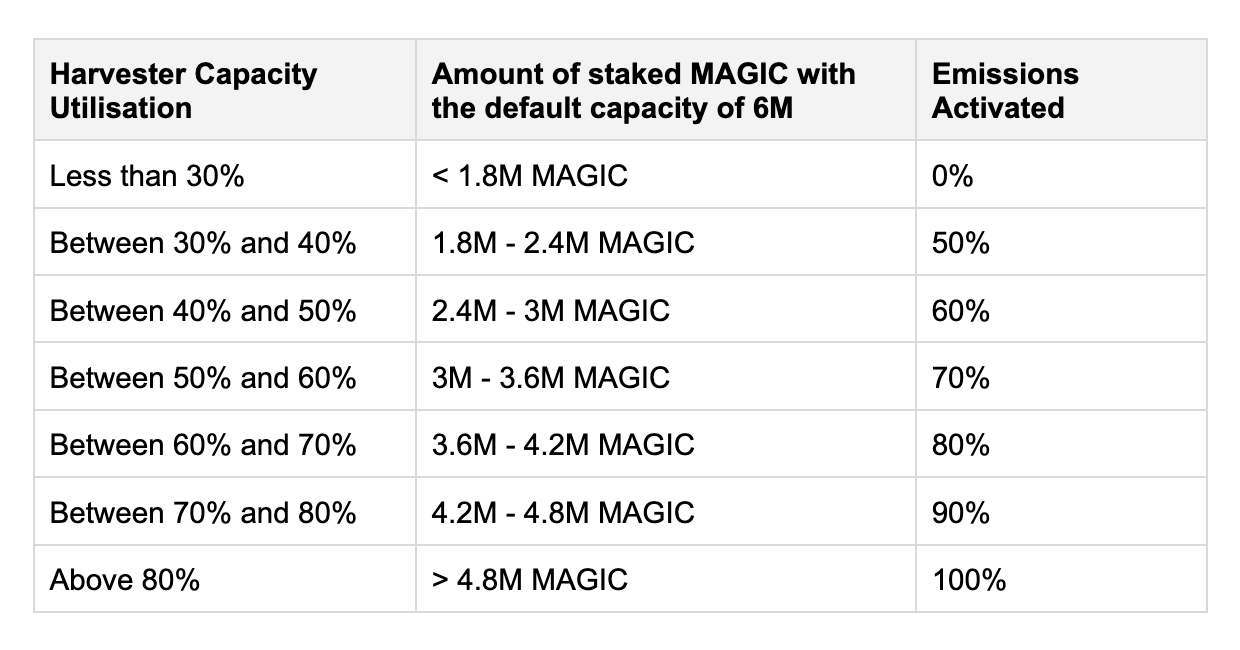 Harvester Capacity
Utilisation
Amount of staked MAGIC with
the default capacity of 6M
Emissions
Activated
Less than 30%
< 1.8M MAGIC
0%
Between 30% and 40%
1.8M - 2.4M MAGIC
50%
Between 40% and 50%
2.4M - 3M MAGIC
60%
Between 50% and 60%
3M - 3.6M MAGIC
70%
Between 60% and 70%
3.6M - 4.2M MAGIC
80%
Between 70% and 80%
4.2M - 4.8M MAGIC
90%
Above 80%
> 4.8M MAGIC
100%